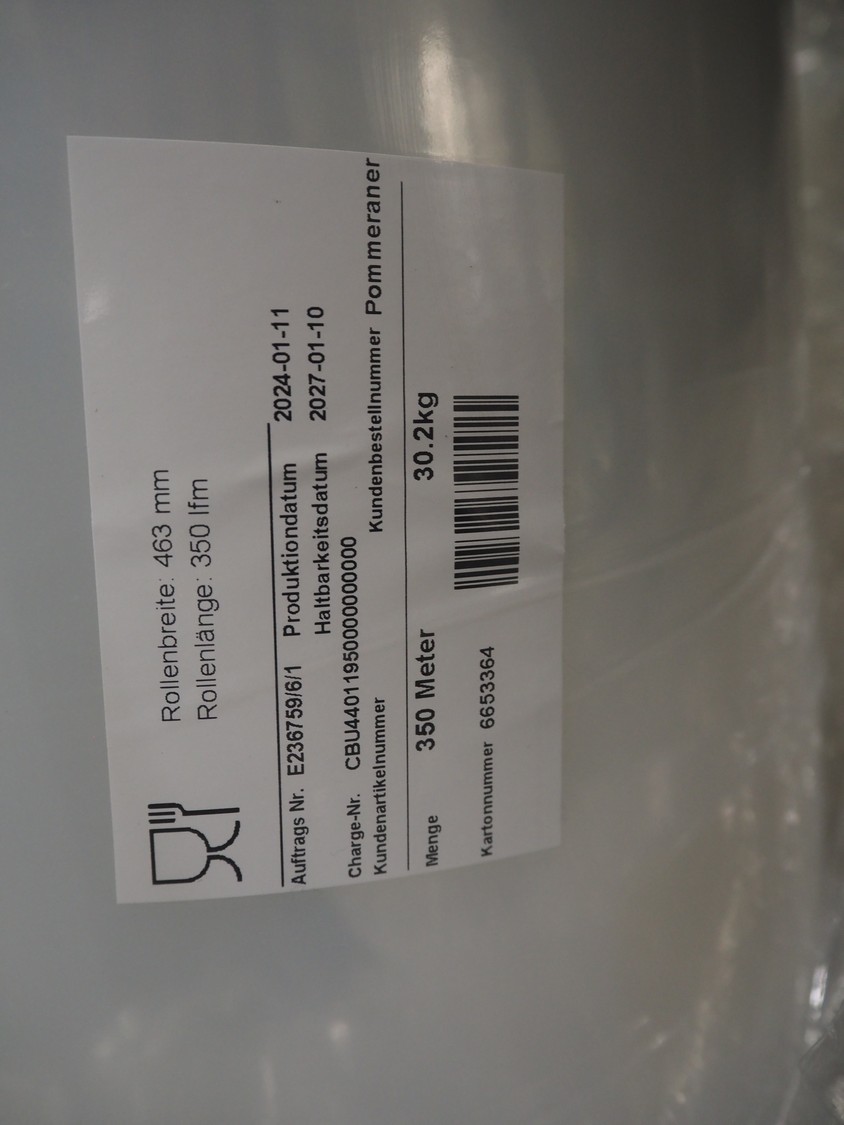 Rollenbreite: 463 mm
Rollenlänge: 350 lfm
Auftrags Nr. E236759/6/1 Produktiondatum 2024-01-11
Haltbarkeitsdatum 2027-01-10
Charge-Nr. CBU4401195000000000000
Kundenartikelnummer Kundenbestellnummer Pommeraner
Menge 350 Meter 30.2kg
Kartonnummer 6653364